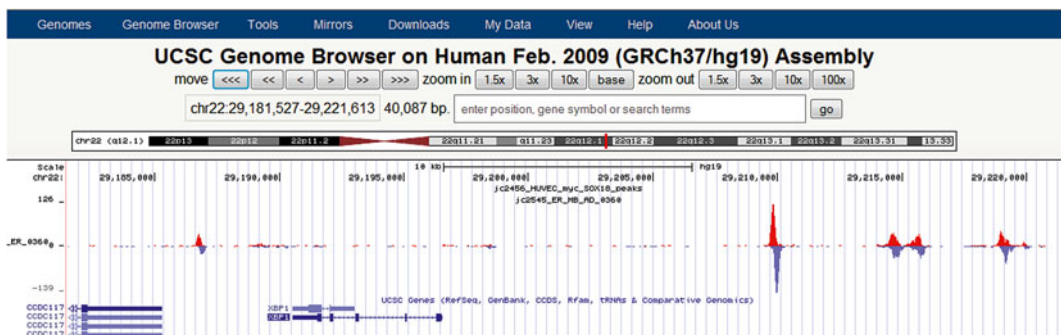 Genomes Genome Browser Tools Mirrors Downloads My Data View Help About Us
UCSC Genome Browser on Human Feb. 2009 (GRCh37/hg19) Assembly
move <<< << < > >> >>> zoom in 1.5x 3x 10x base zoom out 1.5x 3x 10x 100x
chr22:29,181,527-29,221,613 40,087 bp. enter position, gene symbol or search terms go
chr22 (q12.1) 22p13 22p12 22p11.2 22q11.21 q11.23 22q12.1 22q12.2 22q12.3 22q13.1 22q13.2 22q13.31 13.33
Scale 10 kb hg19
chr22: 29,185,000 29,190,000 29,195,000 29,200,000 29,205,000 29,210,000 29,215,000 29,220,000
jc2456_HUVEC_myc_SOX18_peaks
126 _ jc2545_ER_MB_AD_0360
_ER_0360 0 _
-139 _
UCSC Genes (RefSeq, GenBank, CCDS, Rfam, tRNAs & Comparative Genomics)
CCDC117 XBP1
CCDC117 XBP1
CCDC117
CCDC117